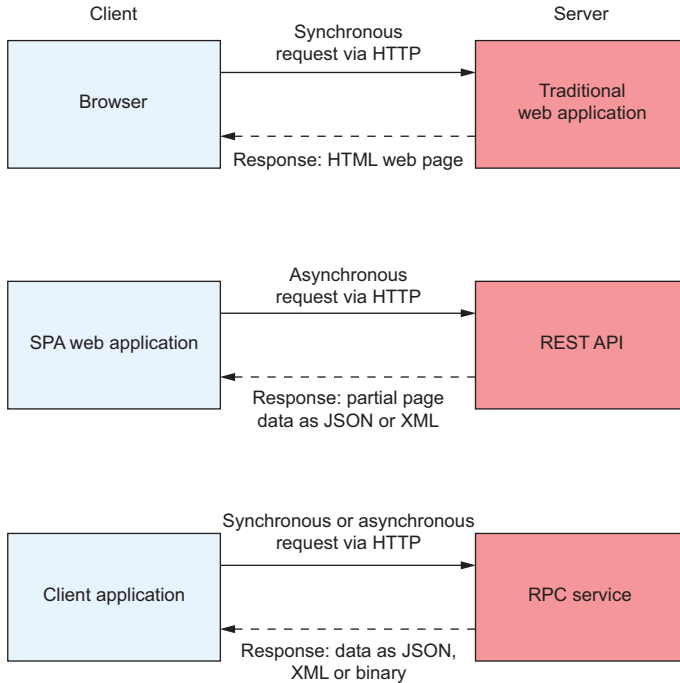 Client
Server
Synchronous
request via HTTP
Browser
Traditional
web application
Response: HTML web page
Asynchronous
request via HTTP
SPA web application
REST API
Response: partial page
data as JSON or XML
Synchronous or asynchronous
request via HTTP
Client application
RPC service
Response: data as JSON,
XML or binary